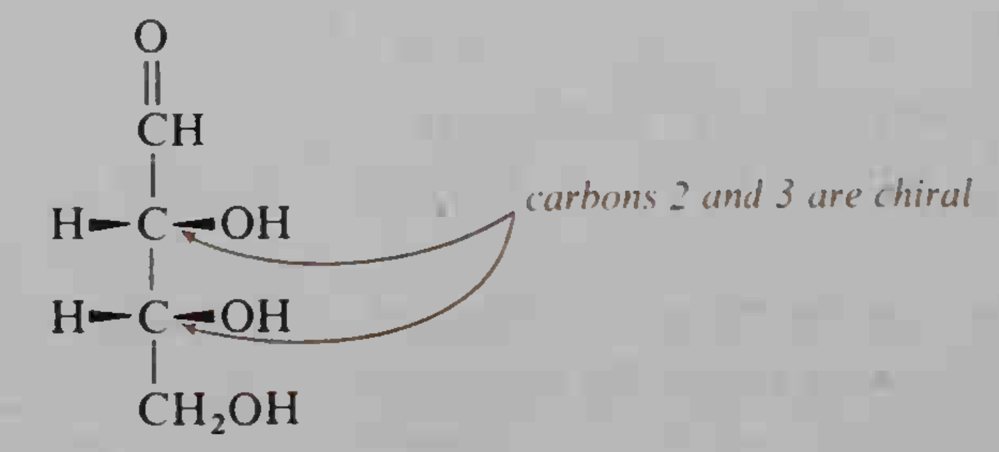 O
CH
H C OH
carbons 2 and 3 are chiral
H C OH
CH₂OH